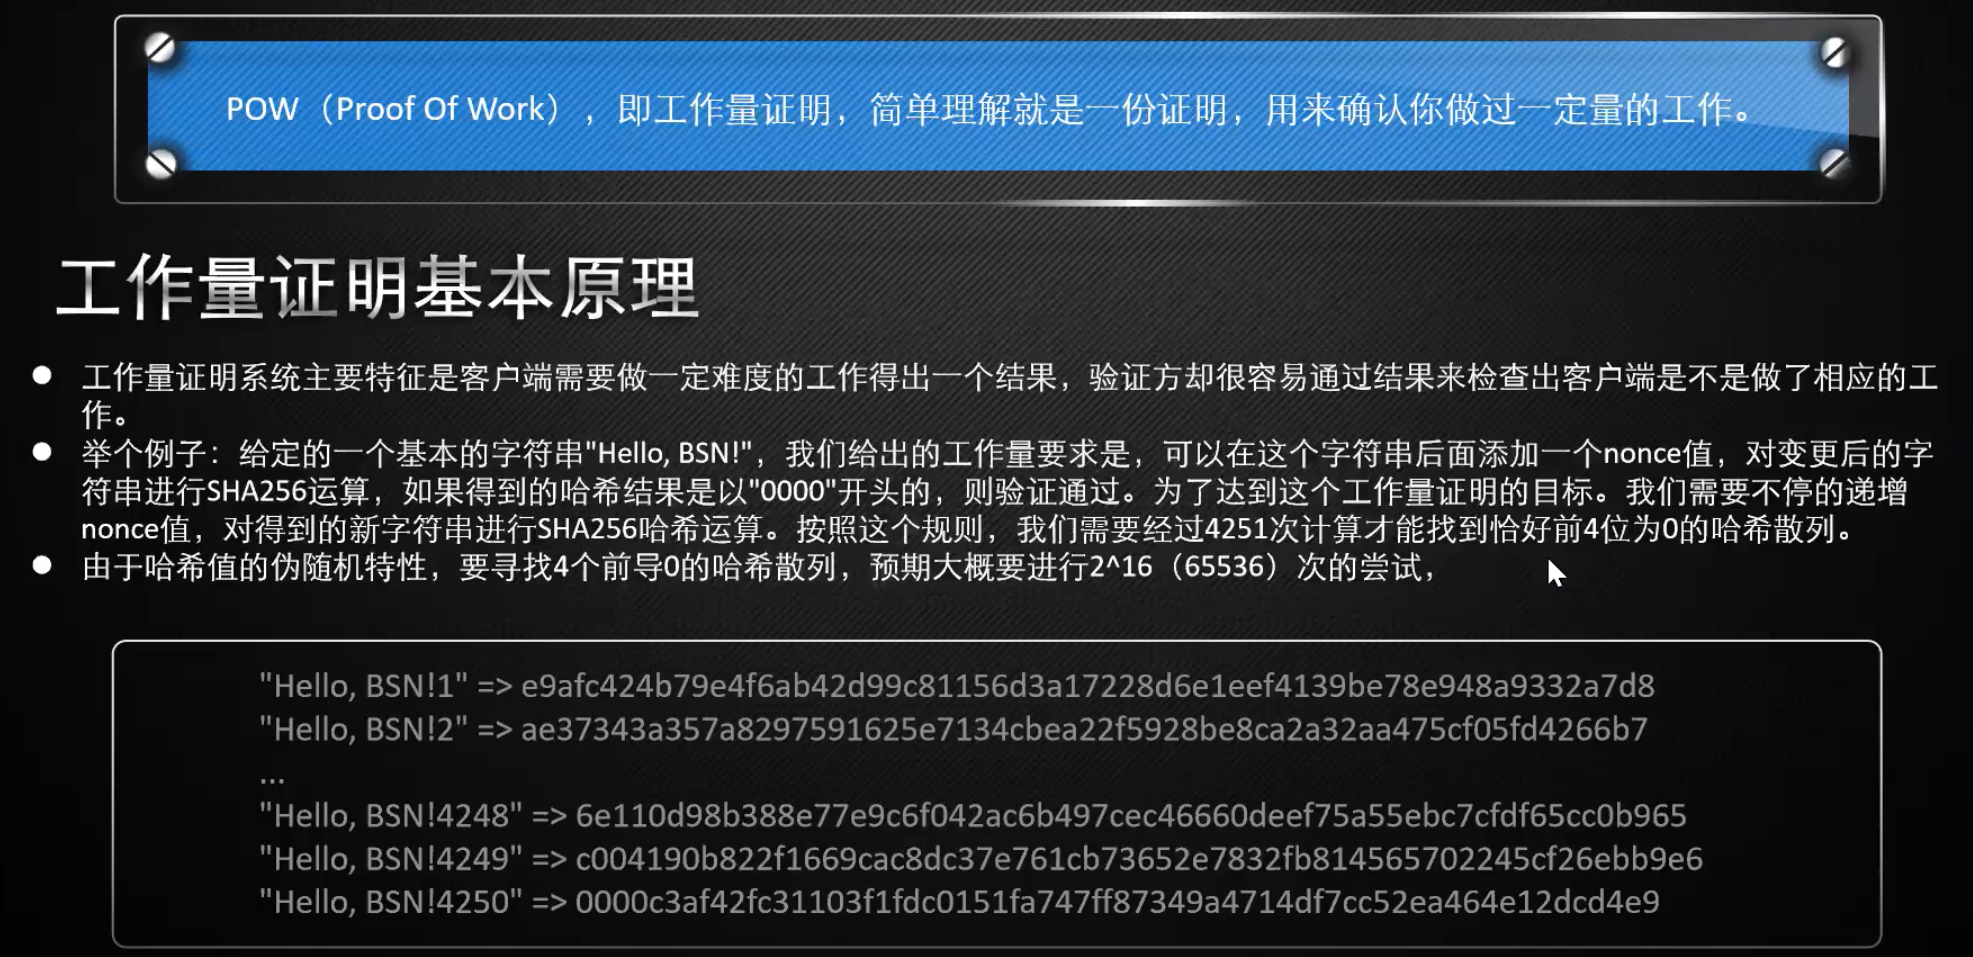 POW（Proof Of Work），即工作量证明，简单理解就是一份证明，用来确认你做过一定量的工作。
工作量证明基本原理
● 工作量证明系统主要特征是客户端需要做一定难度的工作得出一个结果，验证方却很容易通过结果来检查出客户端是不是做了相应的工
作。
● 举个例子：给定的一个基本的字符串"Hello, BSN!"，我们给出的工作量要求是，可以在这个字符串后面添加一个nonce值，对变更后的字
符串进行SHA256运算，如果得到的哈希结果是以"0000"开头的，则验证通过。为了达到这个工作量证明的目标。我们需要不停的递增
nonce值，对得到的新字符串进行SHA256哈希运算。按照这个规则，我们需要经过4251次计算才能找到恰好前4位为0的哈希散列。
● 由于哈希值的伪随机特性，要寻找4个前导0的哈希散列，预期大概要进行2^16（65536）次的尝试，
"Hello, BSN!1" => e9afc424b79e4f6ab42d99c81156d3a17228d6e1eef4139be78e948a9332a7d8
"Hello, BSN!2" => ae37343a357a8297591625e7134cbea22f5928be8ca2a32aa475cf05fd4266b7
...
"Hello, BSN!4248" => 6e110d98b388e77e9c6f042ac6b497cec46660deef75a55ebc7cfdf65cc0b965
"Hello, BSN!4249" => c004190b822f1669cac8dc37e761cb73652e7832fb814565702245cf26ebb9e6
"Hello, BSN!4250" => 0000c3af42fc31103f1fdc0151fa747ff87349a4714df7cc52ea464e12dcd4e9